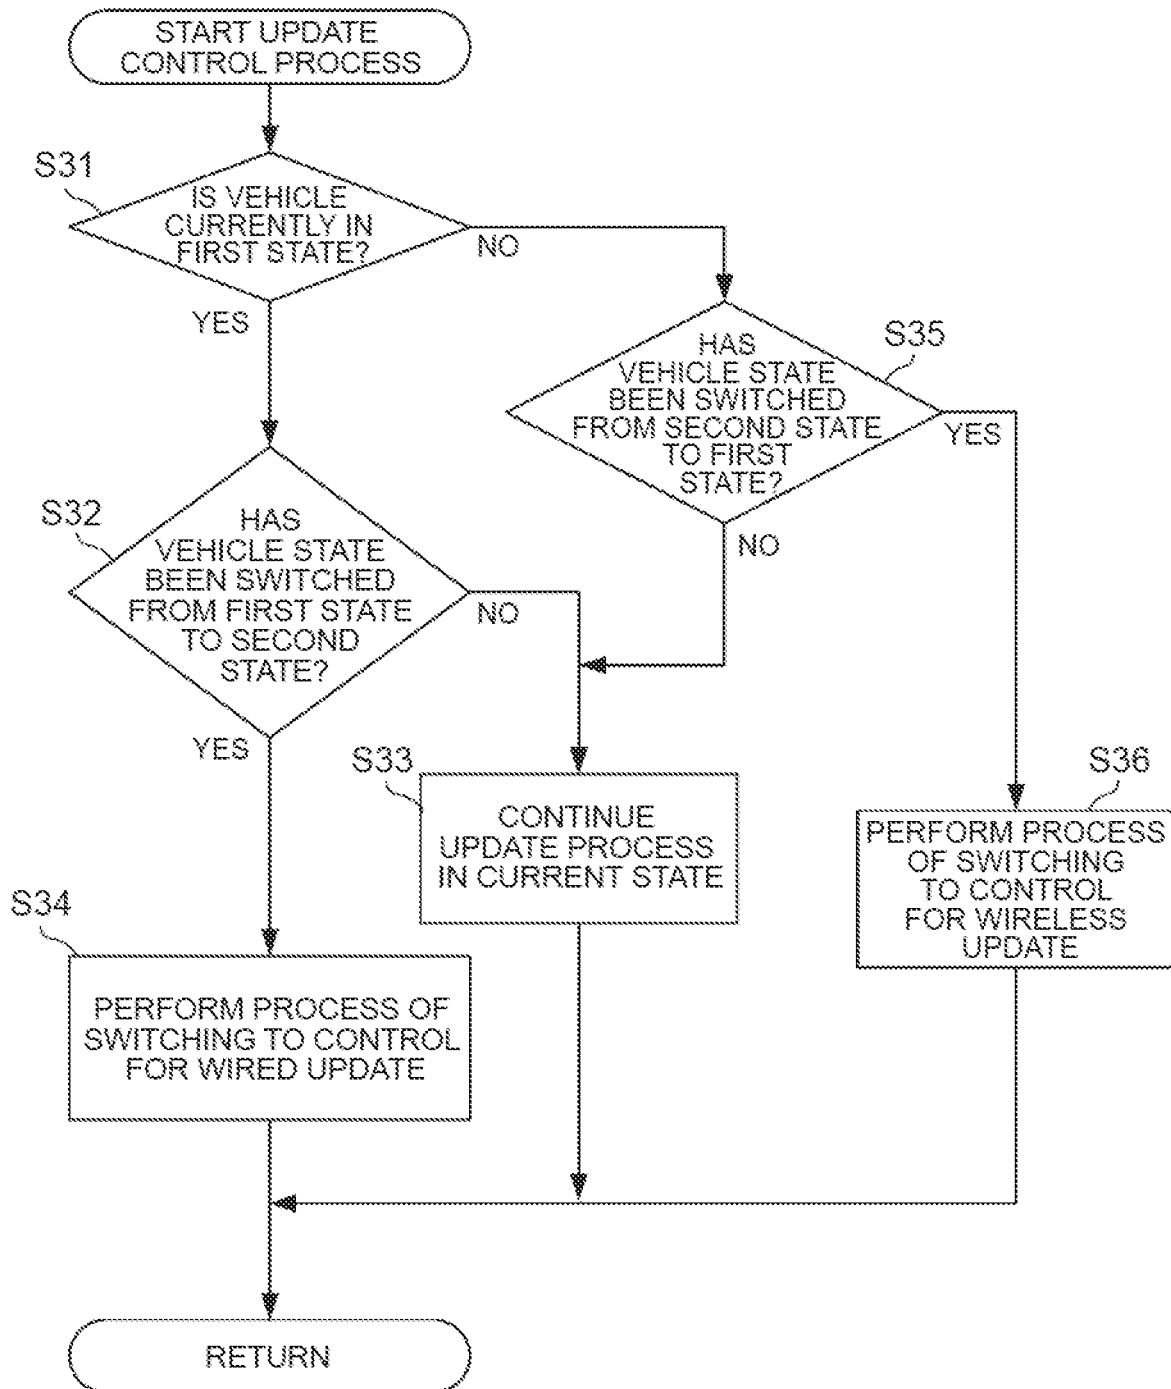 START UPDATE
CONTROL PROCESS
S31
IS VEHICLE
CURRENTLY IN
FIRST STATE?
NO
YES
S35
HAS
VEHICLE STATE
BEEN SWITCHED
FROM SECOND STATE
TO FIRST
STATE?
YES
NO
S32
HAS
VEHICLE STATE
BEEN SWITCHED
FROM FIRST STATE
TO SECOND
STATE?
NO
YES
S33
CONTINUE
UPDATE PROCESS
IN CURRENT STATE
S36
PERFORM PROCESS
OF SWITCHING
TO CONTROL
FOR WIRELESS
UPDATE
S34
PERFORM PROCESS OF
SWITCHING TO CONTROL
FOR WIRED UPDATE
RETURN